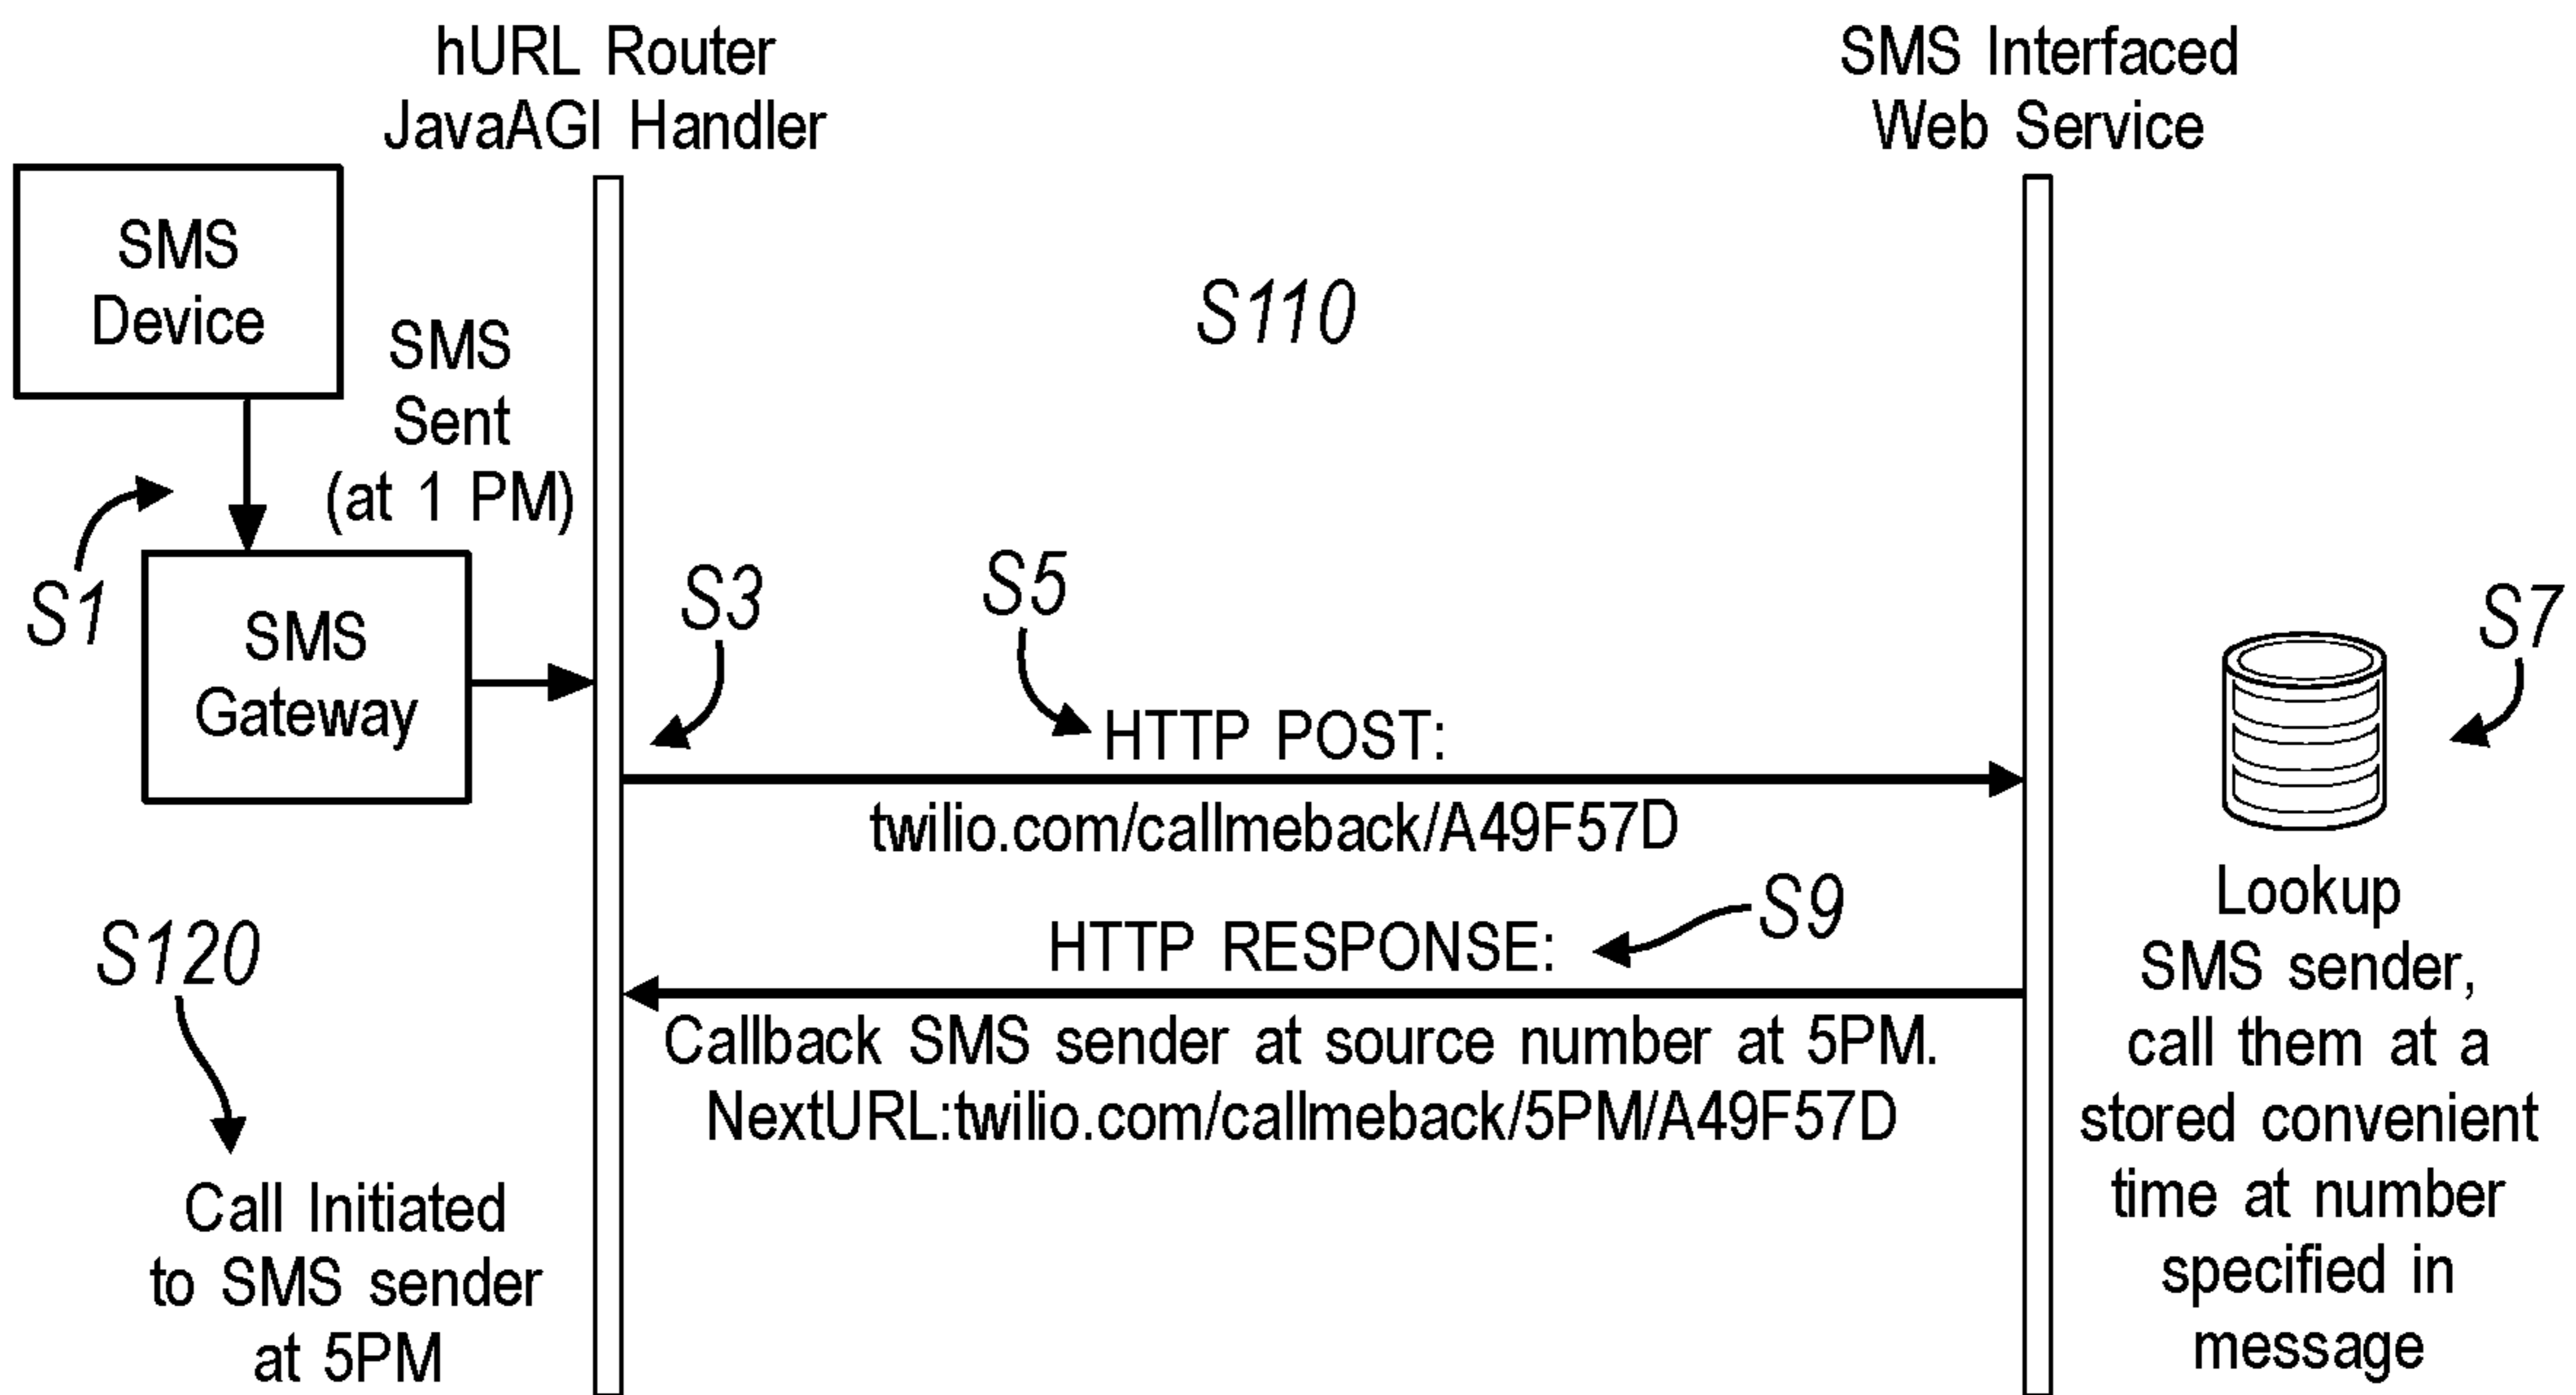 hURL Router
JavaAGI Handler
SMS Interfaced
Web Service
SMS
Device
SMS
Sent
(at 1 PM)
S110
S1
SMS
Gateway
S3
S5
HTTP POST:
twilio.com/callmeback/A49F57D
S7
S9
HTTP RESPONSE:
Callback SMS sender at source number at 5PM.
NextURL:twilio.com/callmeback/5PM/A49F57D
Lookup
SMS sender,
call them at a
stored convenient
time at number
specified in
message
S120
Call Initiated
to SMS sender
at 5PM